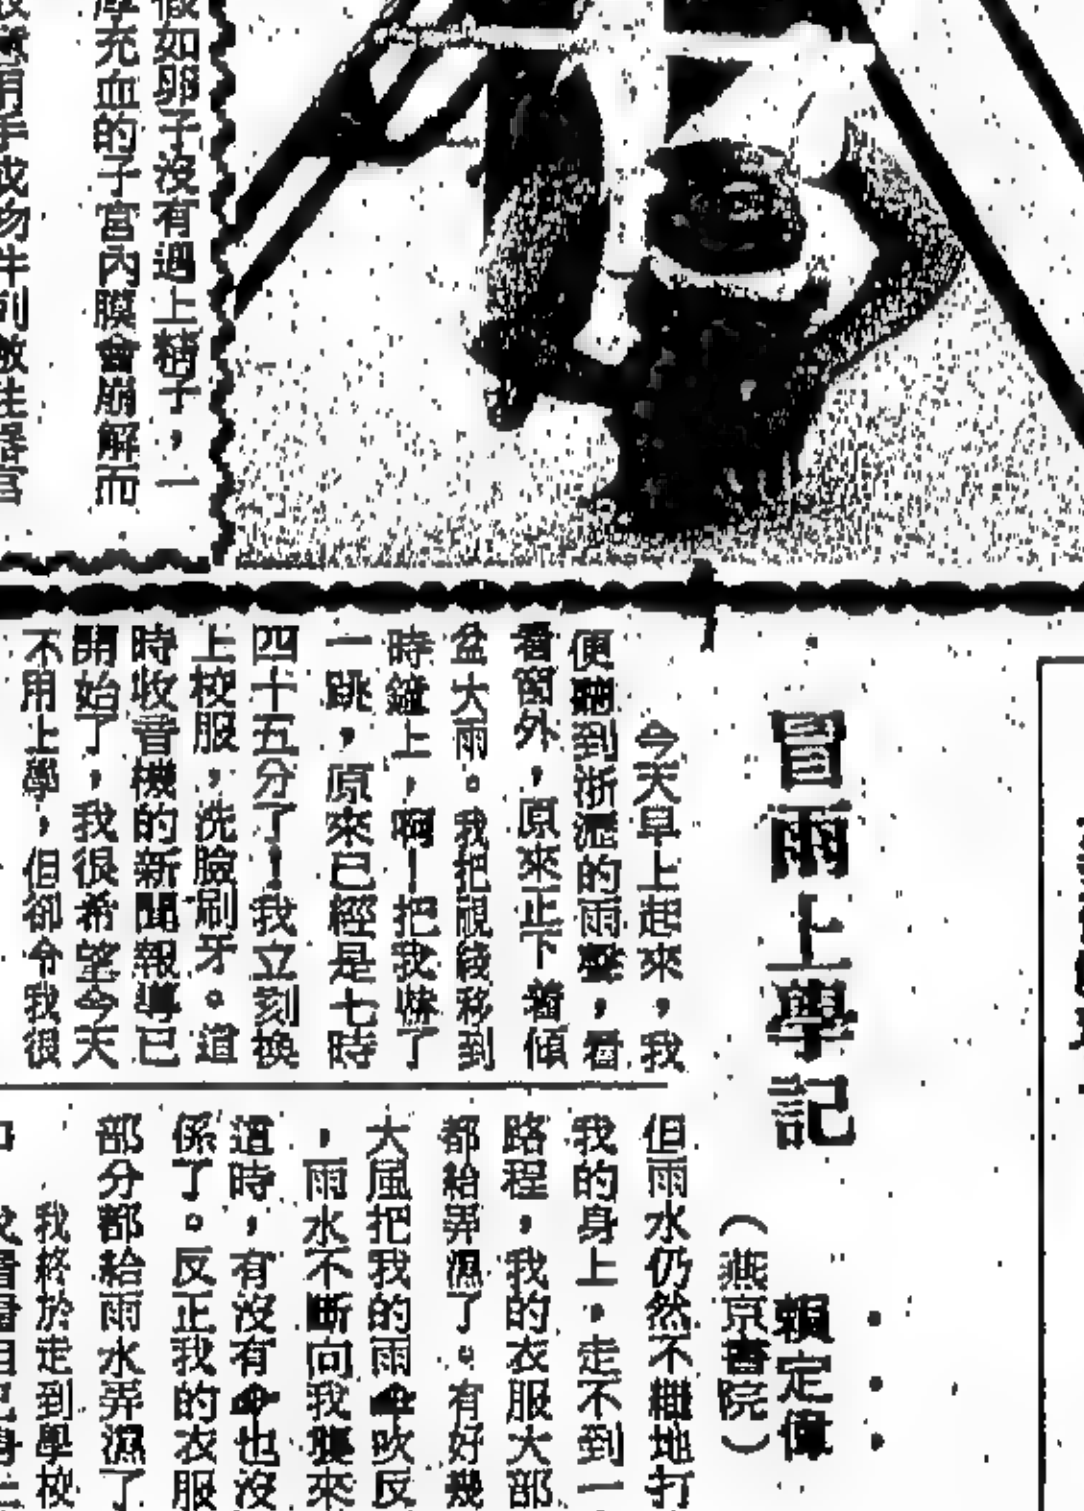 冒雨上學記
賴定偉
（燕京書院）
今天早上起來，我
便聽到淅瀝的雨聲，看
看窗外，原來正下着傾
盆大雨。我把視綫移到
時鐘上，啊！把我嚇了
一跳，原來已經是七時
四十五分了！我立刻換
上校服，洗臉刷牙。這
時收音機的新聞報導已
開始了，我很希望今天
不用上學，但卻令我很
但雨水仍然不繼地打
我的身上，走不到一
路程，我的衣服大部
都給弄濕了。有好幾
大風把我的雨傘吹反
，雨水不斷向我襲來
這時，有沒有傘也沒
係了。反正我的衣服
部分都給雨水弄濕了
我終於走到學校
如卵子沒有遇上精子，一
充血的子宮內膜會崩解而
用手或物件刺激性器官